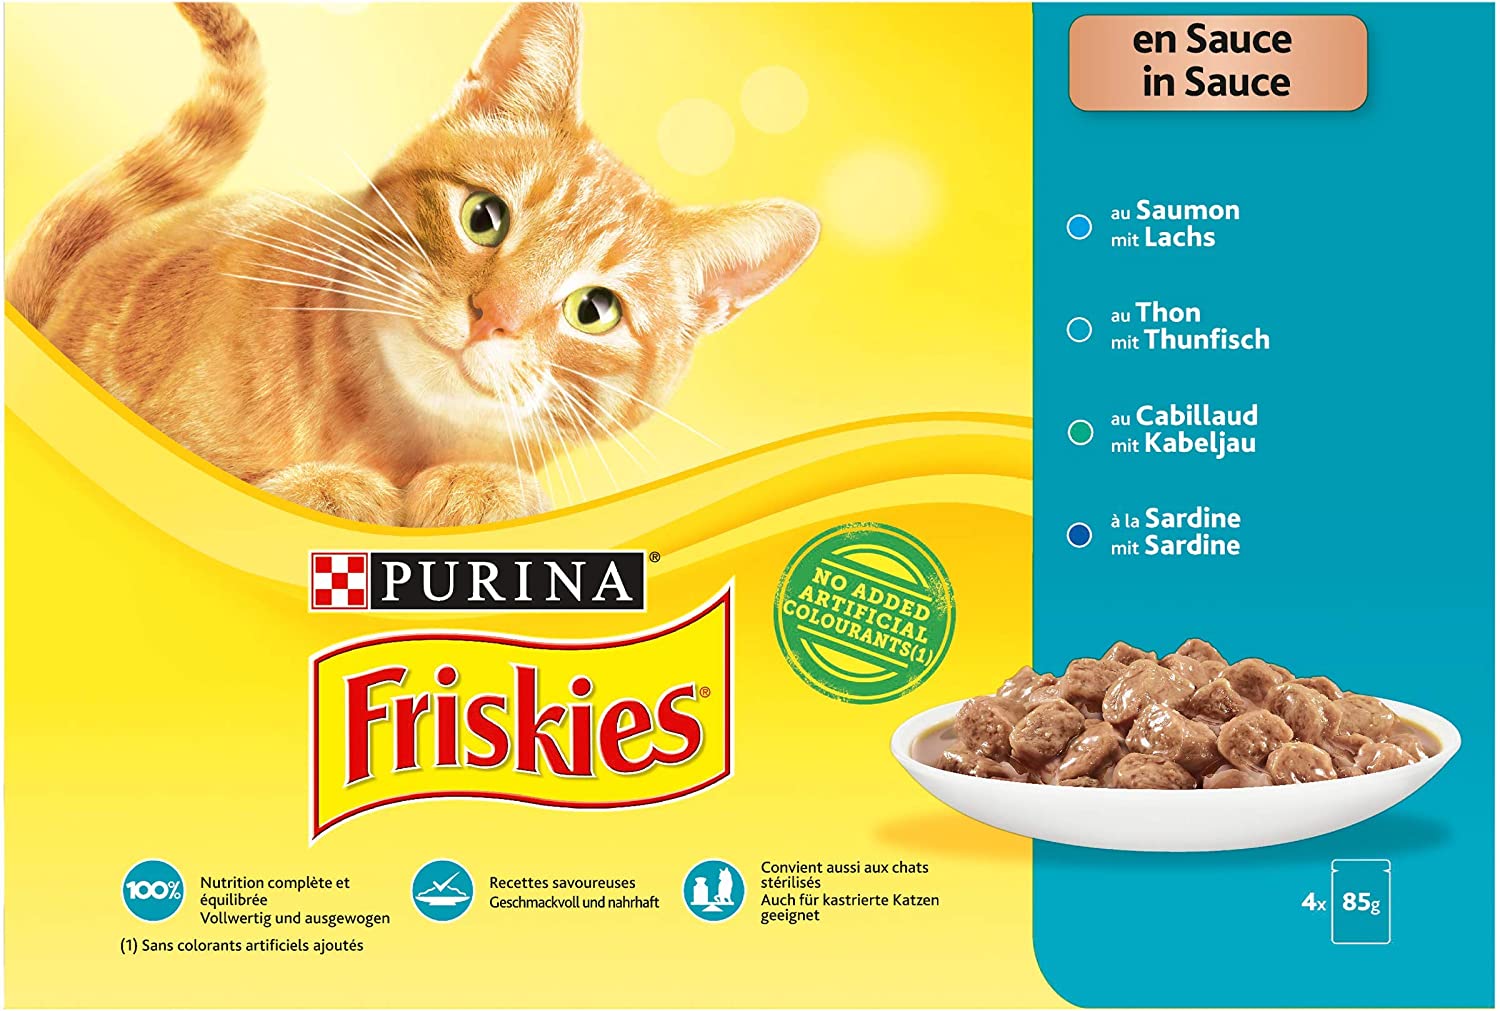 en Sauce
in Sauce
au Saumon
mit Lachs
au Thon
mit Thunfisch
au Cabillaud
mit Kabeljau
à la Sardine
mit Sardine
PURINA®
Friskies®
NO ADDED
ARTIFICIAL
COLOURANTS(1)
100%
Nutrition complète et
équilibrée
Vollwertig und ausgewogen
Recettes savoureuses
Geschmackvoll und nahrhaft
Convient aussi aux chats
stérilisés
Auch für kastrierte Katzen
geeignet
(1) Sans colorants artificiels ajoutés
4x 85g